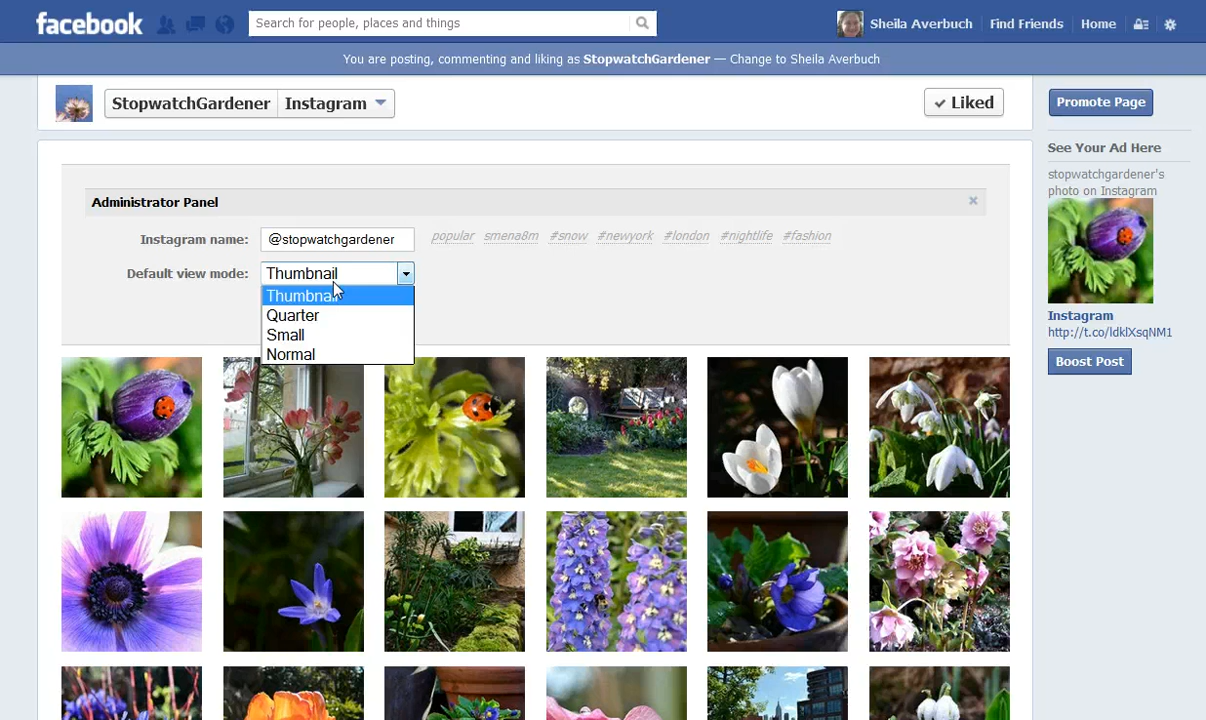 facebook
Search for people, places and things
Sheila Averbuch
Find Friends
Home
You are posting, commenting and liking as StopwatchGardener — Change to Sheila Averbuch
StopwatchGardener
Instagram
Liked
Promote Page
See Your Ad Here
stopwatchgardener's
photo on Instagram
Instagram
http://t.co/ldklXsqNM1
Boost Post
Administrator Panel
Instagram name:
@stopwatchgardener
popular smena8m #snow #newyork #london #nightlife #fashion
Default view mode:
Thumbnail
Thumbnail
Quarter
Small
Normal